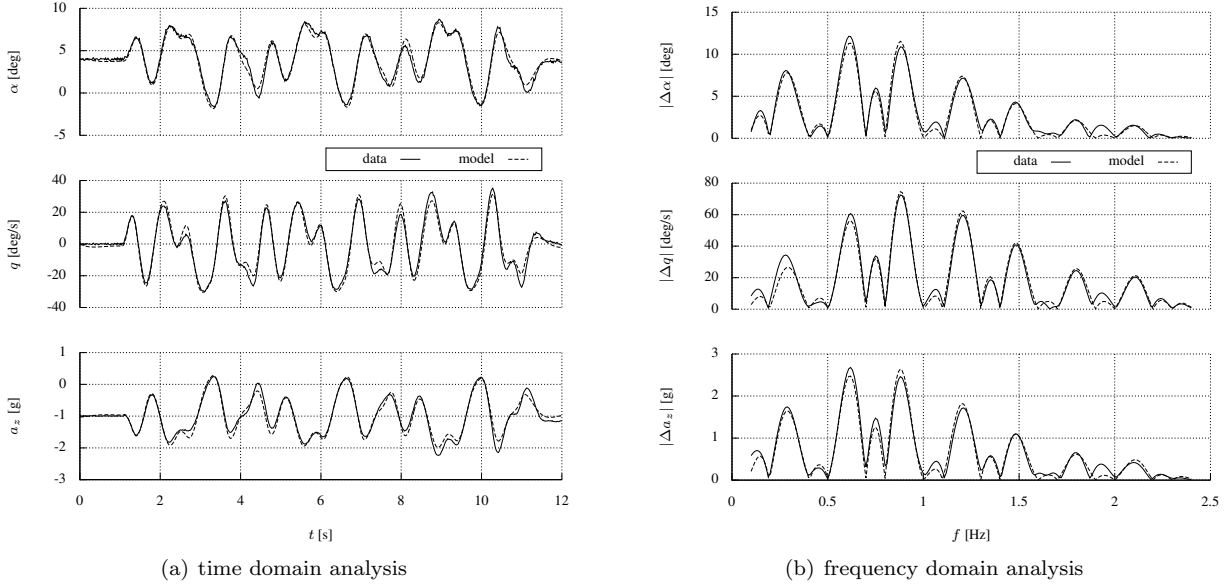 10
5
0
-5
α [deg]
data
model
40
20
0
-20
-40
q [deg/s]
1
0
-1
-2
-3
a_z [g]
0
2
4
6
8
10
12
t [s]
(a) time domain analysis
15
10
5
0
|Δα| [deg]
data
model
80
60
40
20
0
|Δq| [deg/s]
3
2
1
0
|Δa_z| [g]
0
0.5
1
1.5
2
2.5
f [Hz]
(b) frequency domain analysis